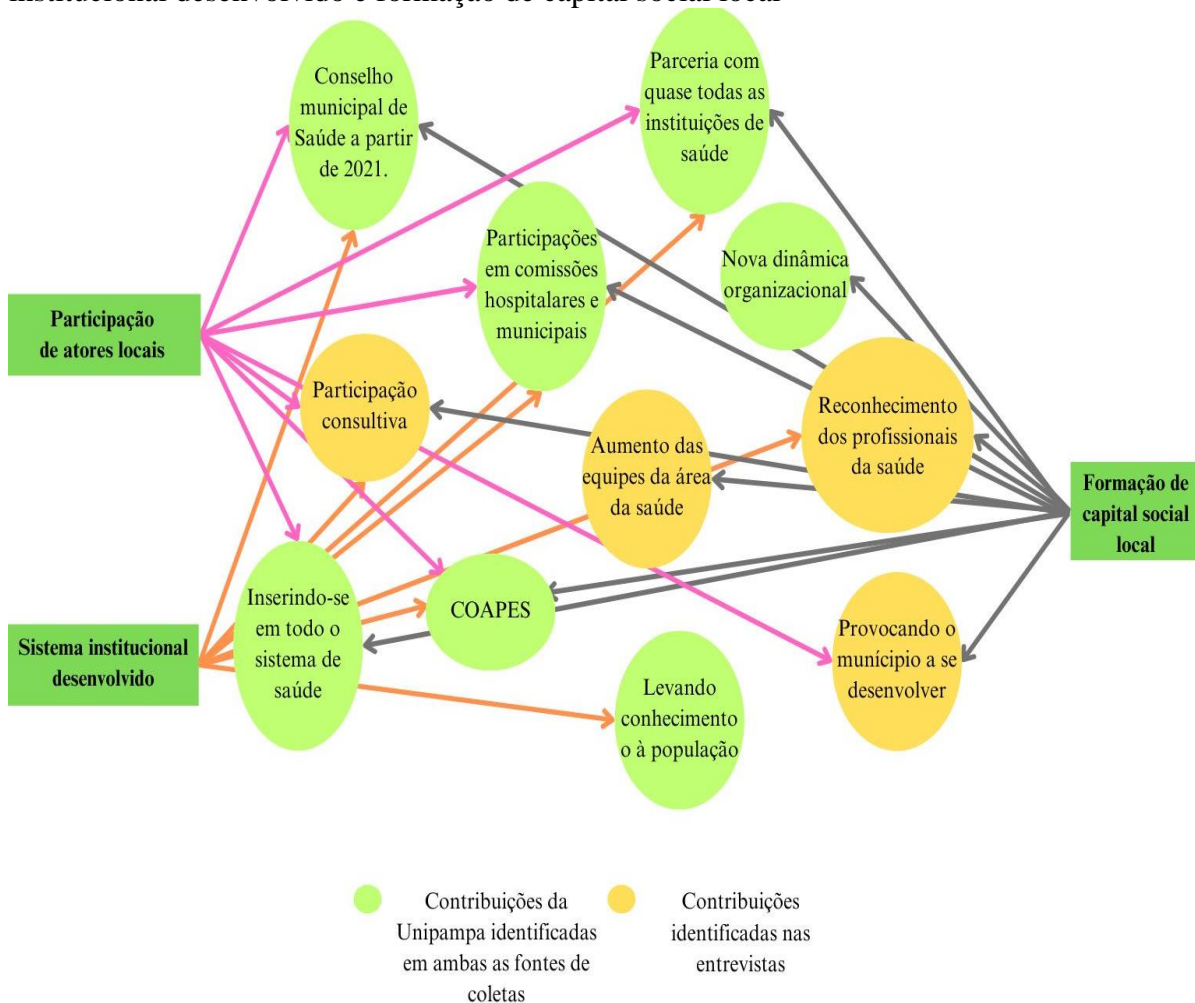 institucional desenvolvido e formação de capital social local
Conselho
municipal de
Saúde a partir
de 2021.
Parceria com
quase todas as
instituições de
saúde
Participações
em comissões
hospitalares e
municipais
Nova dinâmica
organizacional
Participação
de atores locais
Participação
consultiva
Aumento das
equipes da área
da saúde
Reconhecimento
dos profissionais
da saúde
Formação de
capital social
local
Sistema institucional
desenvolvido
Inserindo-se
em todo o
sistema de
saúde
COAPES
Levando
conhecimento
o à população
Provocando o
munícipio a se
desenvolver
Contribuições da
Unipampa identificadas
em ambas as fontes de
coletas
Contribuições
identificadas nas
entrevistas